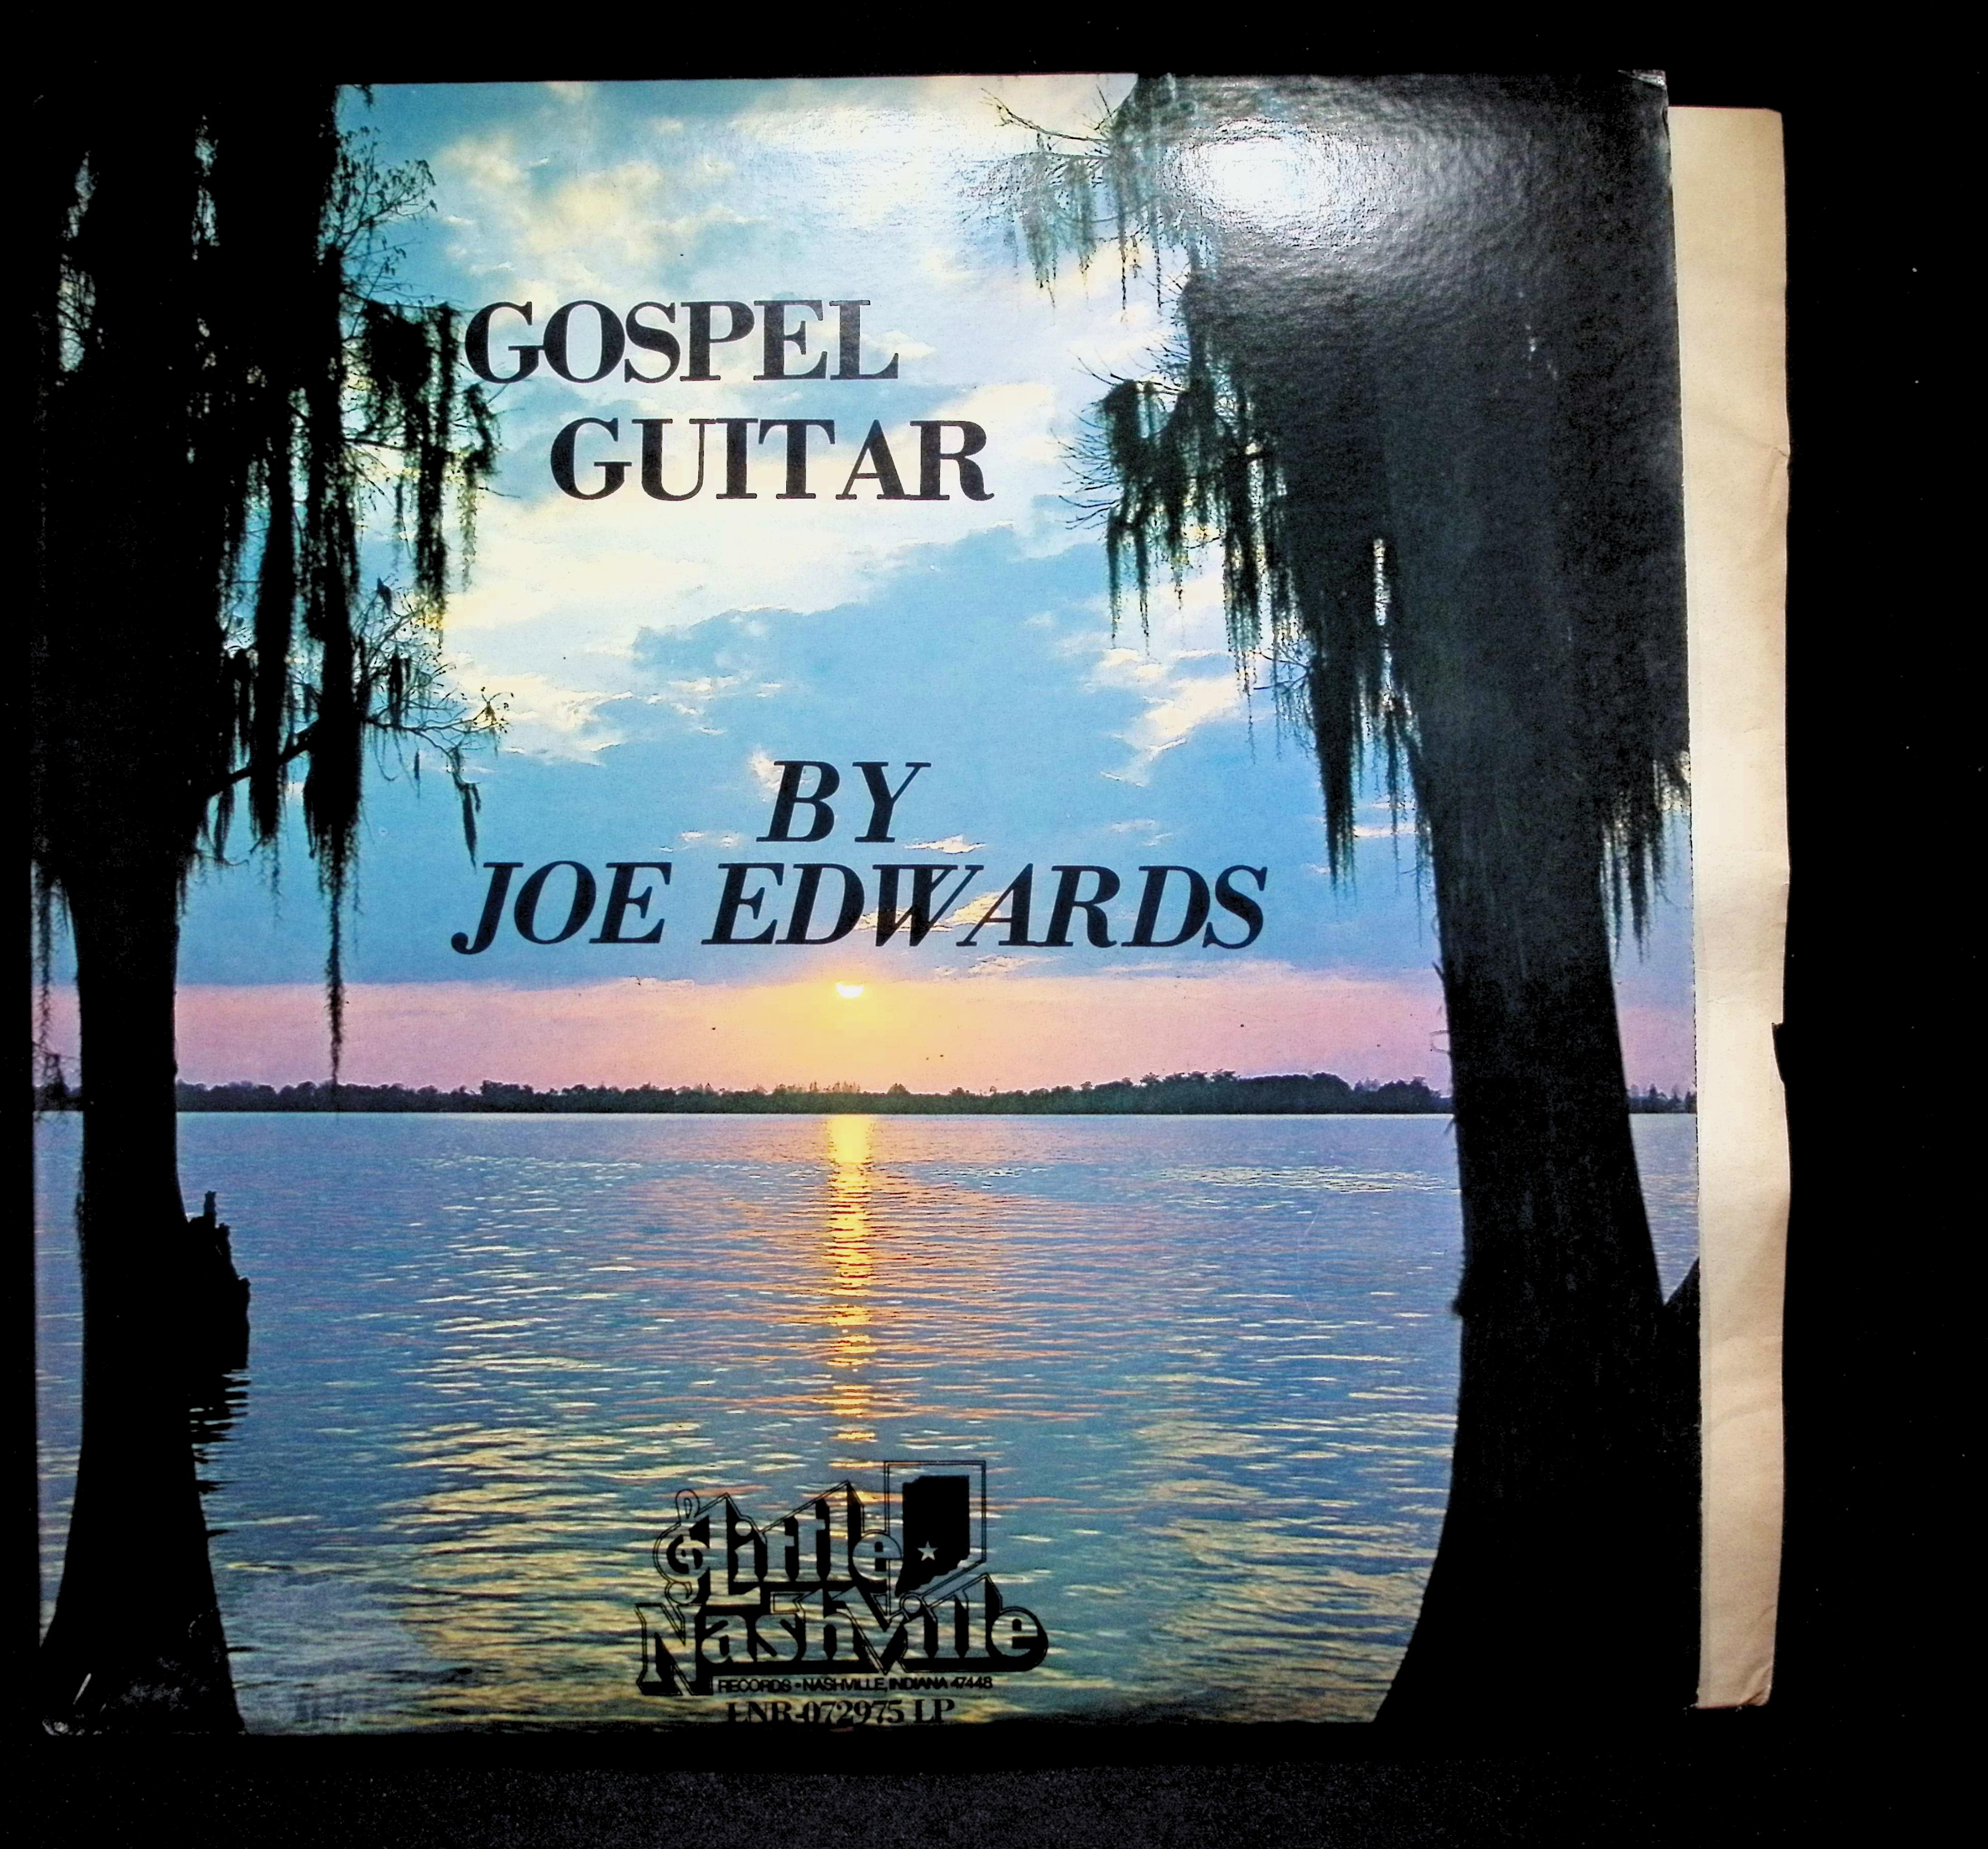 GOSPEL
GUITAR
BY
JOE EDWARDS
Little
Nashville
RECORDS • NASHVILLE, INDIANA 47448
LNR-072975 LP